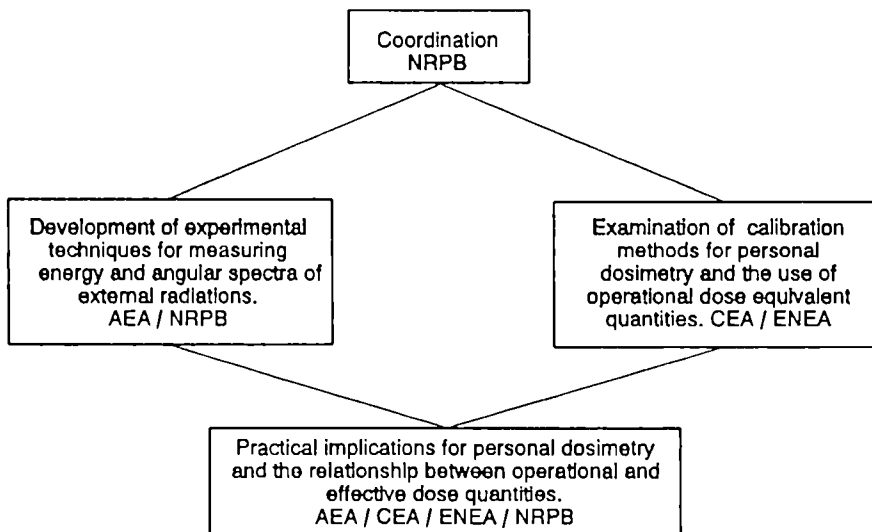 Coordination
NRPB
Development of experimental
techniques for measuring
energy and angular spectra of
external radiations.
AEA / NRPB
Examination of calibration
methods for personal
dosimetry and the use of
operational dose equivalent
quantities. CEA / ENEA
Practical implications for personal dosimetry
and the relationship between operational and
effective dose quantities.
AEA / CEA / ENEA / NRPB